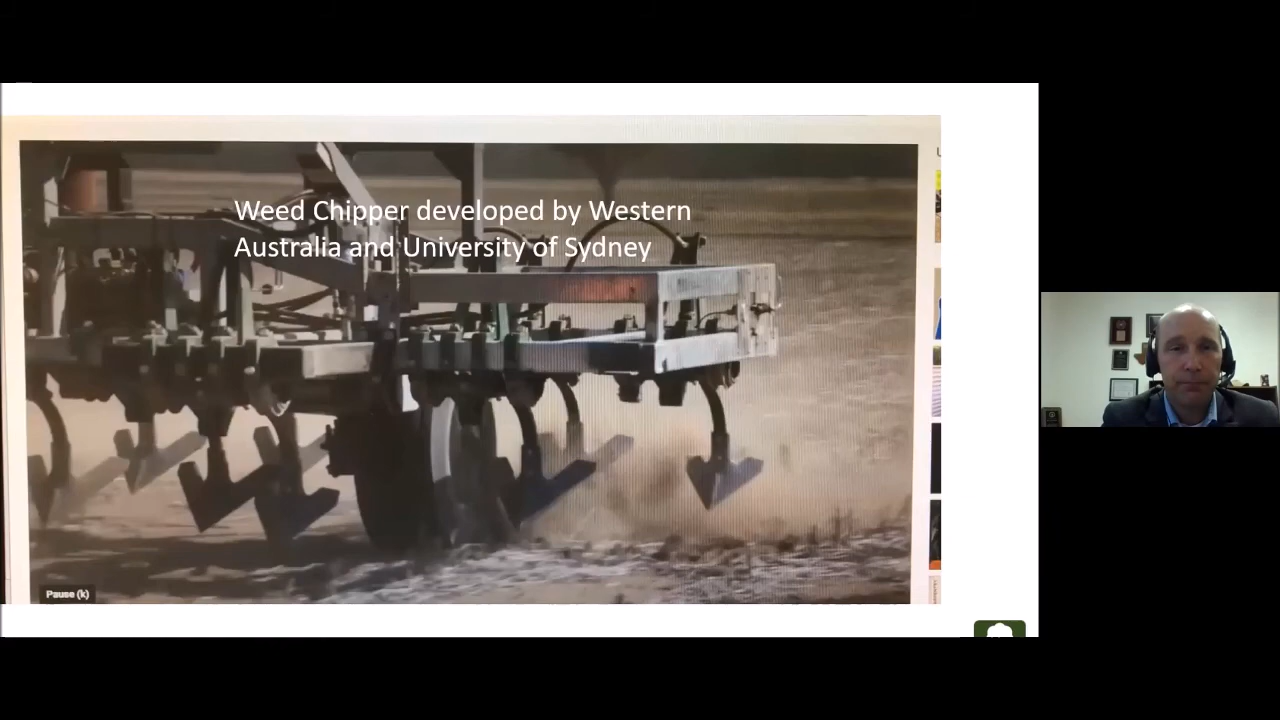 Weed Chipper developed by Western
Australia and University of Sydney
Pause (k)